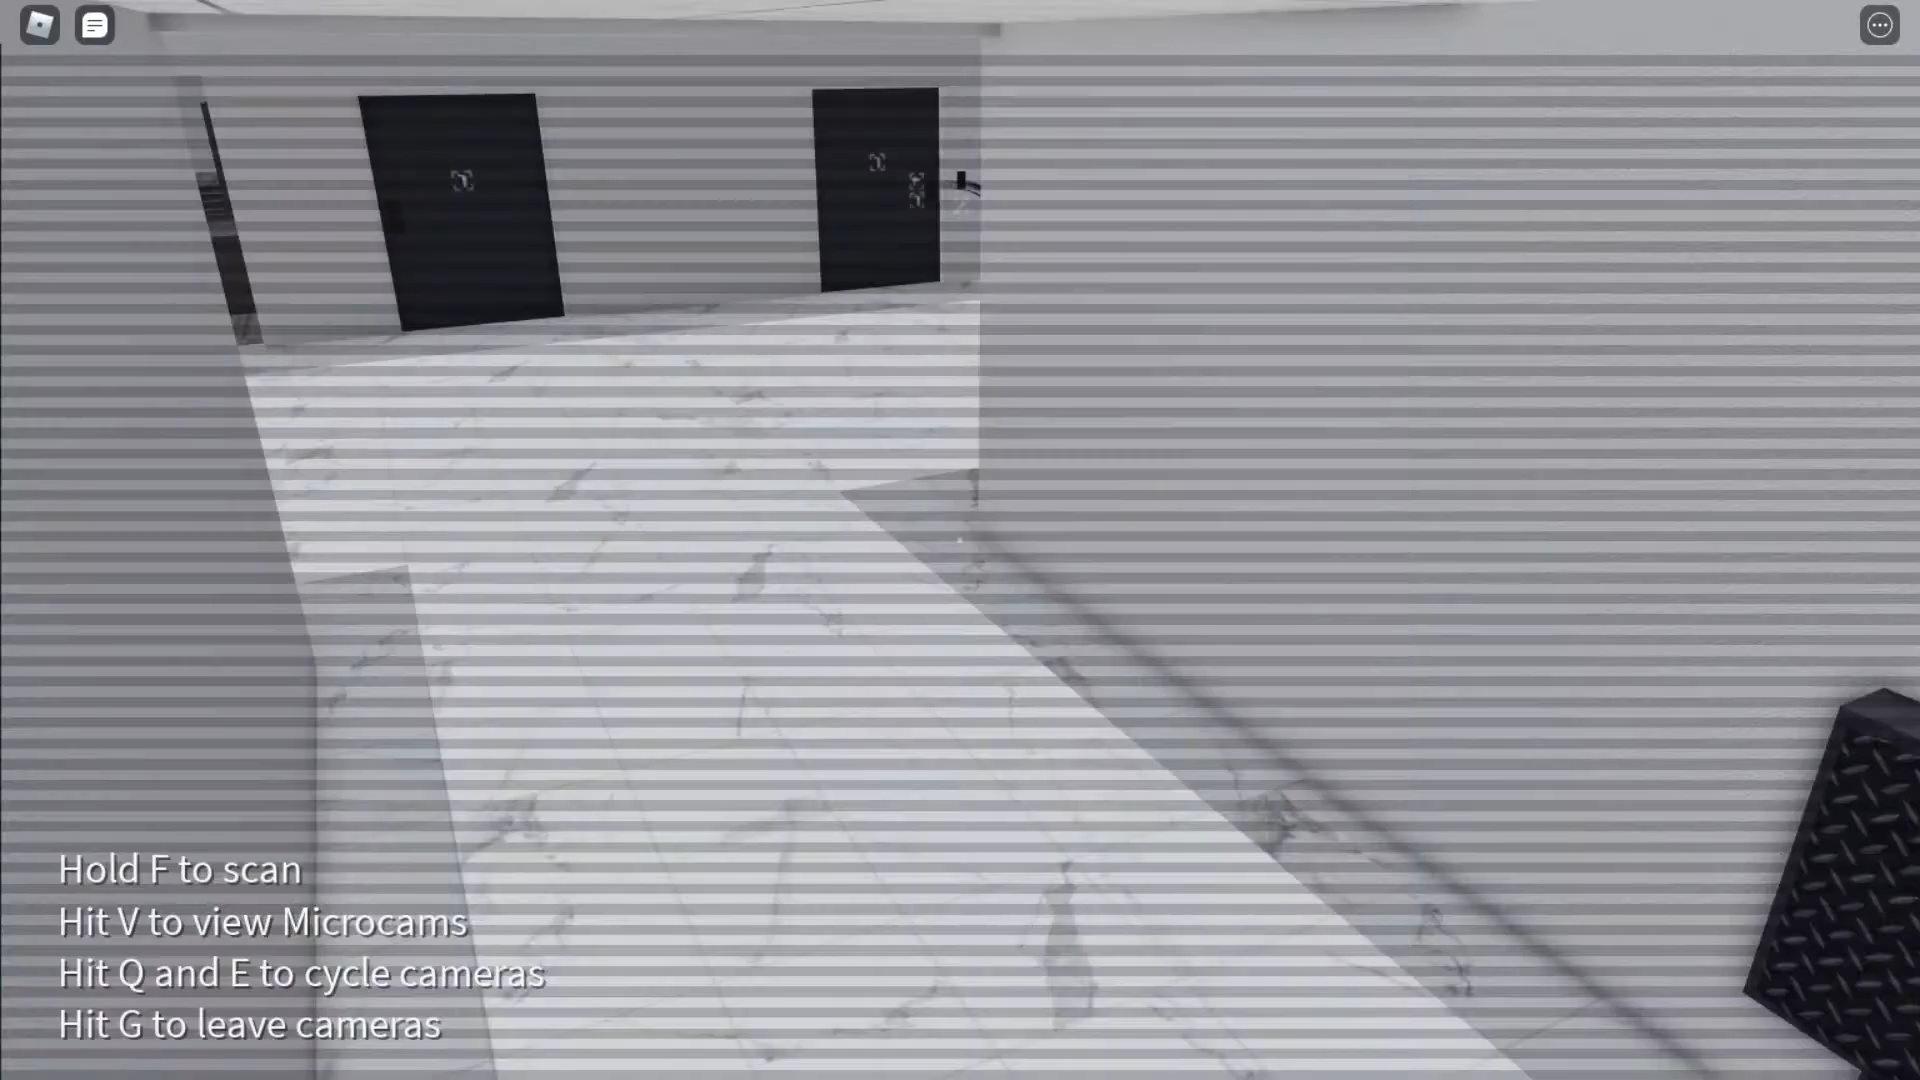 Hold F to scan
Hit V to view Microcams
Hit Q and E to cycle cameras
Hit G to leave cameras